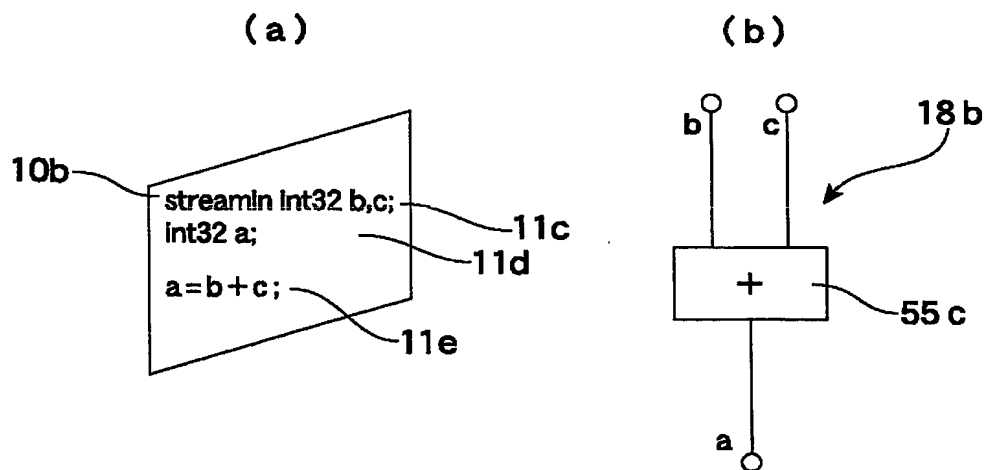 (a)
(b)
10b
streamin int32 b,c;
11c
int32 a;
11d
a=b+c;
11e
b
c
18b
+
55c
a